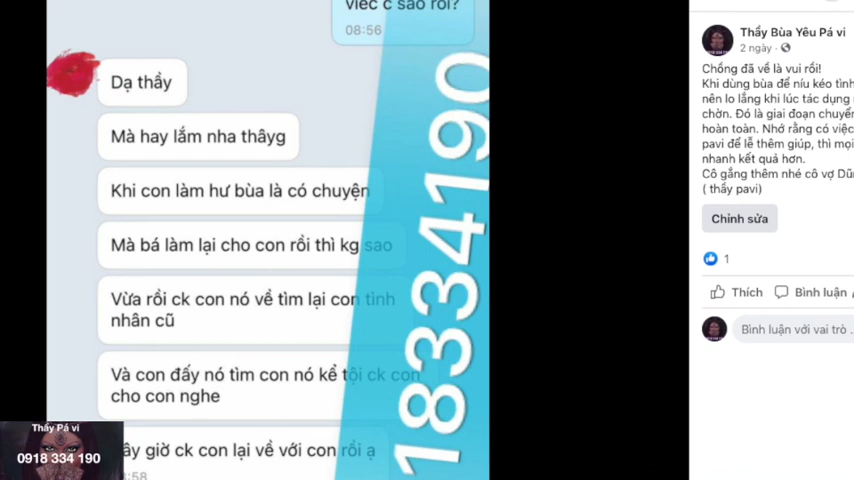 việc c sao rồi?
08:56
Dạ thầy
Mà hay lắm nha thâyg
Khi con làm hư bùa là có chuyện
Mà bá làm lại cho con rồi thì kg sao
Vừa rồi ck con nó về tìm lại con tình
nhân cũ
Và con đấy nó tìm con nó kể tội ck con
cho con nghe
giờ ck con lại về với con rồi ạ
:58
18334190
Thầy Pá vi
0918 334 190
Thầy Bùa Yêu Pá vi
2 ngày
Chồng đã về là vui rồi!
Khi dùng bùa để níu kéo tình
nên lo lắng khi lúc tác dụng
chờn. Đó là giai đoạn chuyển
hoàn toàn. Nhớ rằng có việc
pavi để lễ thêm giúp, thì mọi
nhanh kết quả hơn.
Cô gắng thêm nhé cô vợ
( thầy pavi)
Chỉnh sửa
1
Thích Bình luận
Bình luận với vai trò